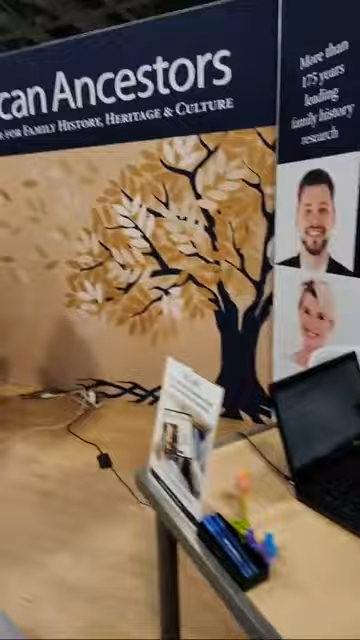 can Ancestors
for Family History, Heritage & Culture
More than
175 years
leading
family history
research